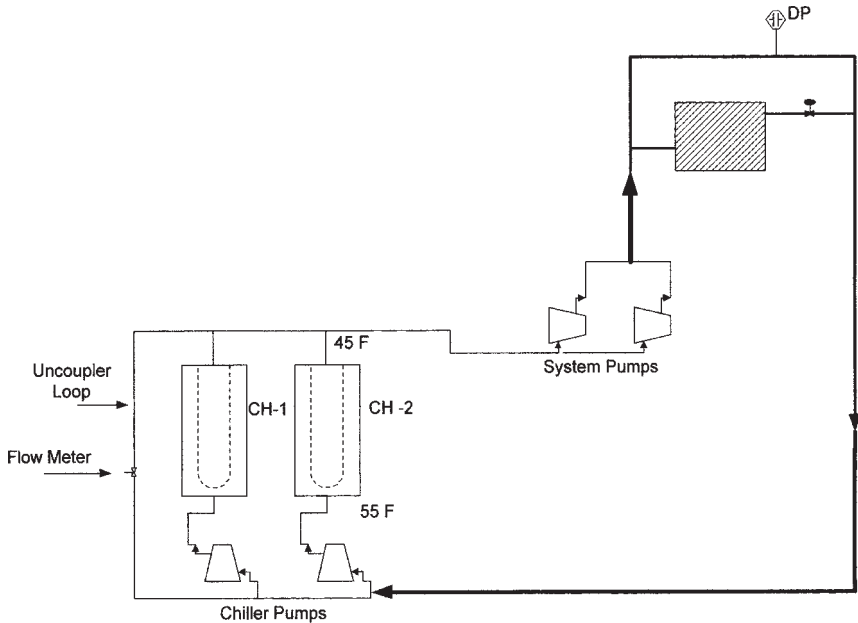 DP
45 F
System Pumps
Uncoupler
Loop
CH-1
CH -2
Flow Meter
55 F
Chiller Pumps